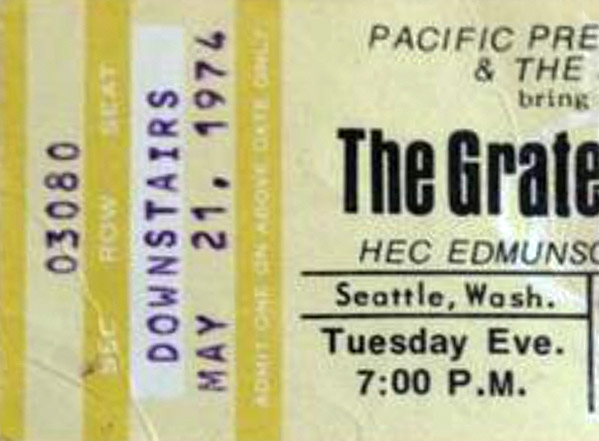 03080
SEC ROW SEAT
DOWNSTAIRS
MAY 21, 1974
ADMIT ONE ON ABOVE DATE ONLY
PACIFIC PRE
& THE
bring
The Grate
HEC EDMUNSO
Seattle, Wash.
Tuesday Eve.
7:00 P.M.